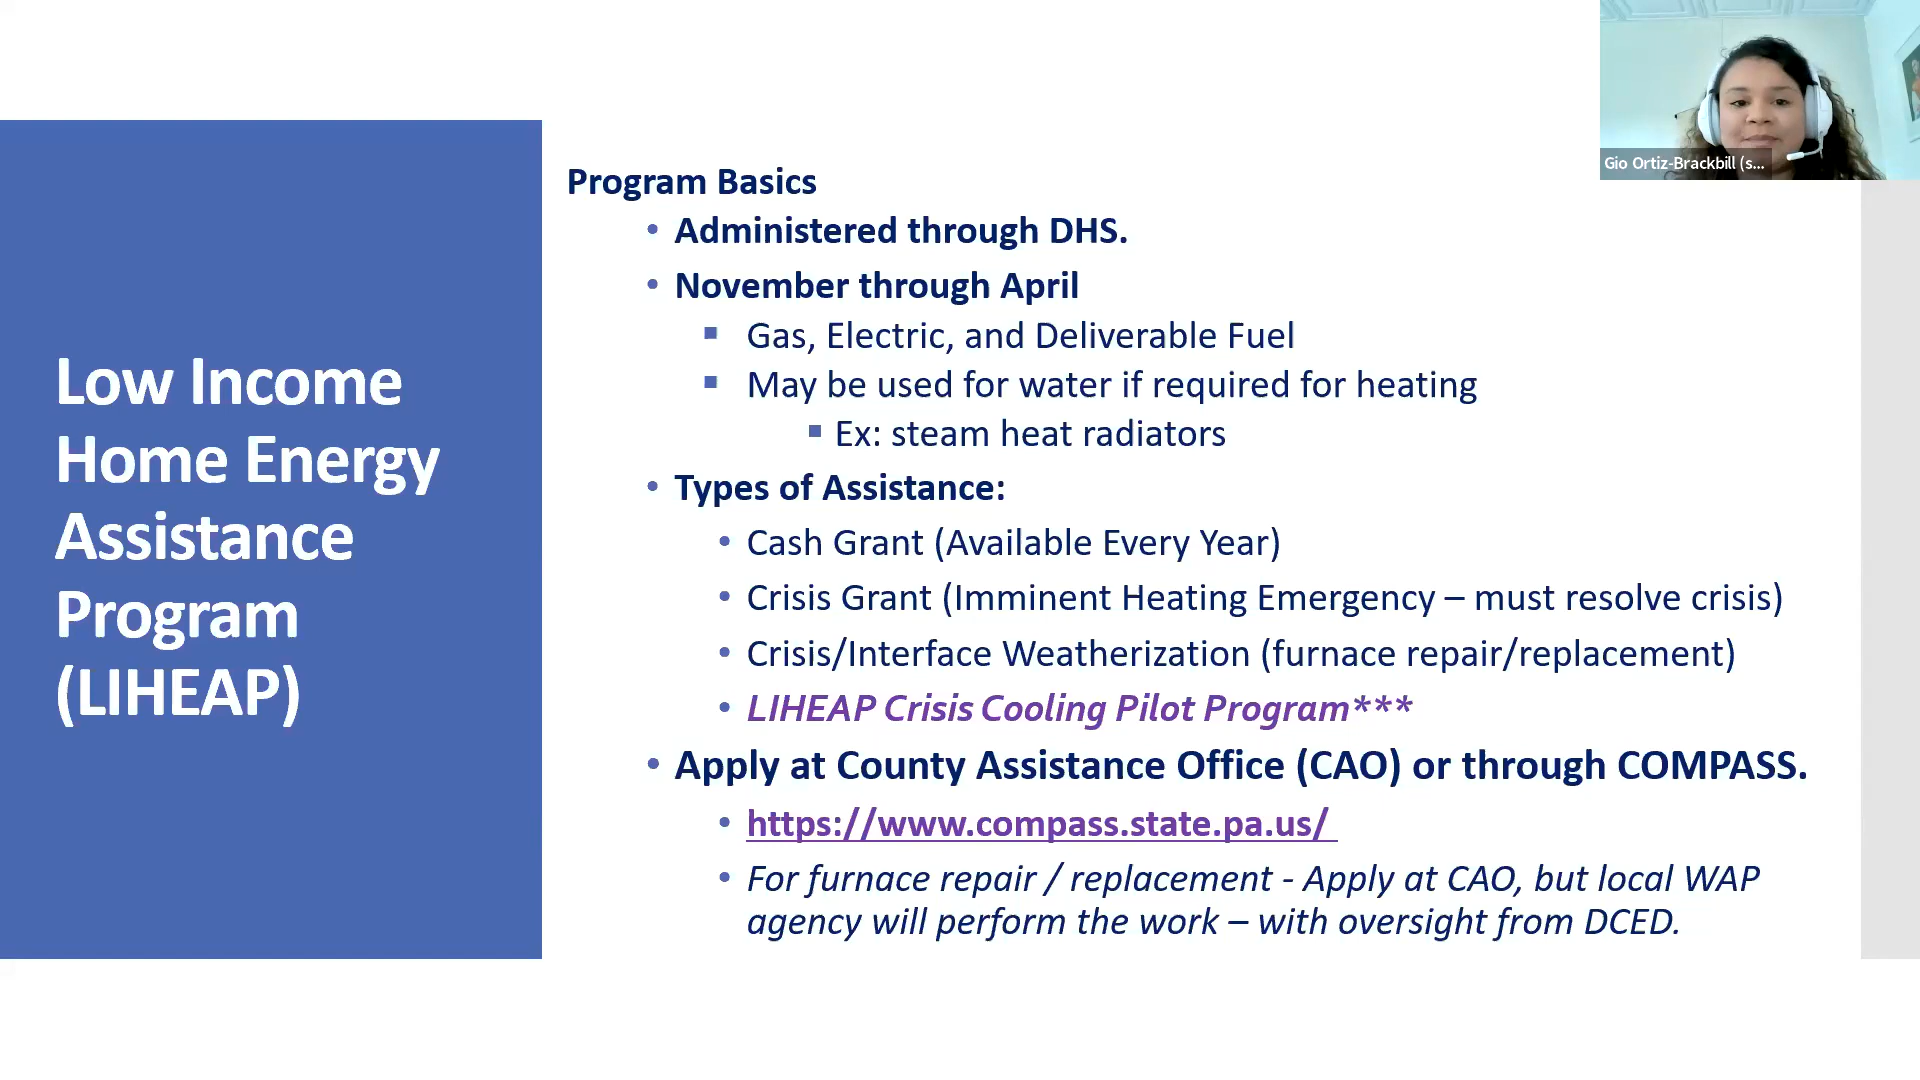 Gio Ortiz-Brackbill (s...
Low Income
Home Energy
Assistance
Program
(LIHEAP)
Program Basics
• Administered through DHS.
• November through April
▪ Gas, Electric, and Deliverable Fuel
▪ May be used for water if required for heating
▪ Ex: steam heat radiators
• Types of Assistance:
• Cash Grant (Available Every Year)
• Crisis Grant (Imminent Heating Emergency – must resolve crisis)
• Crisis/Interface Weatherization (furnace repair/replacement)
• LIHEAP Crisis Cooling Pilot Program***
• Apply at County Assistance Office (CAO) or through COMPASS.
• https://www.compass.state.pa.us/
• For furnace repair / replacement - Apply at CAO, but local WAP
agency will perform the work – with oversight from DCED.